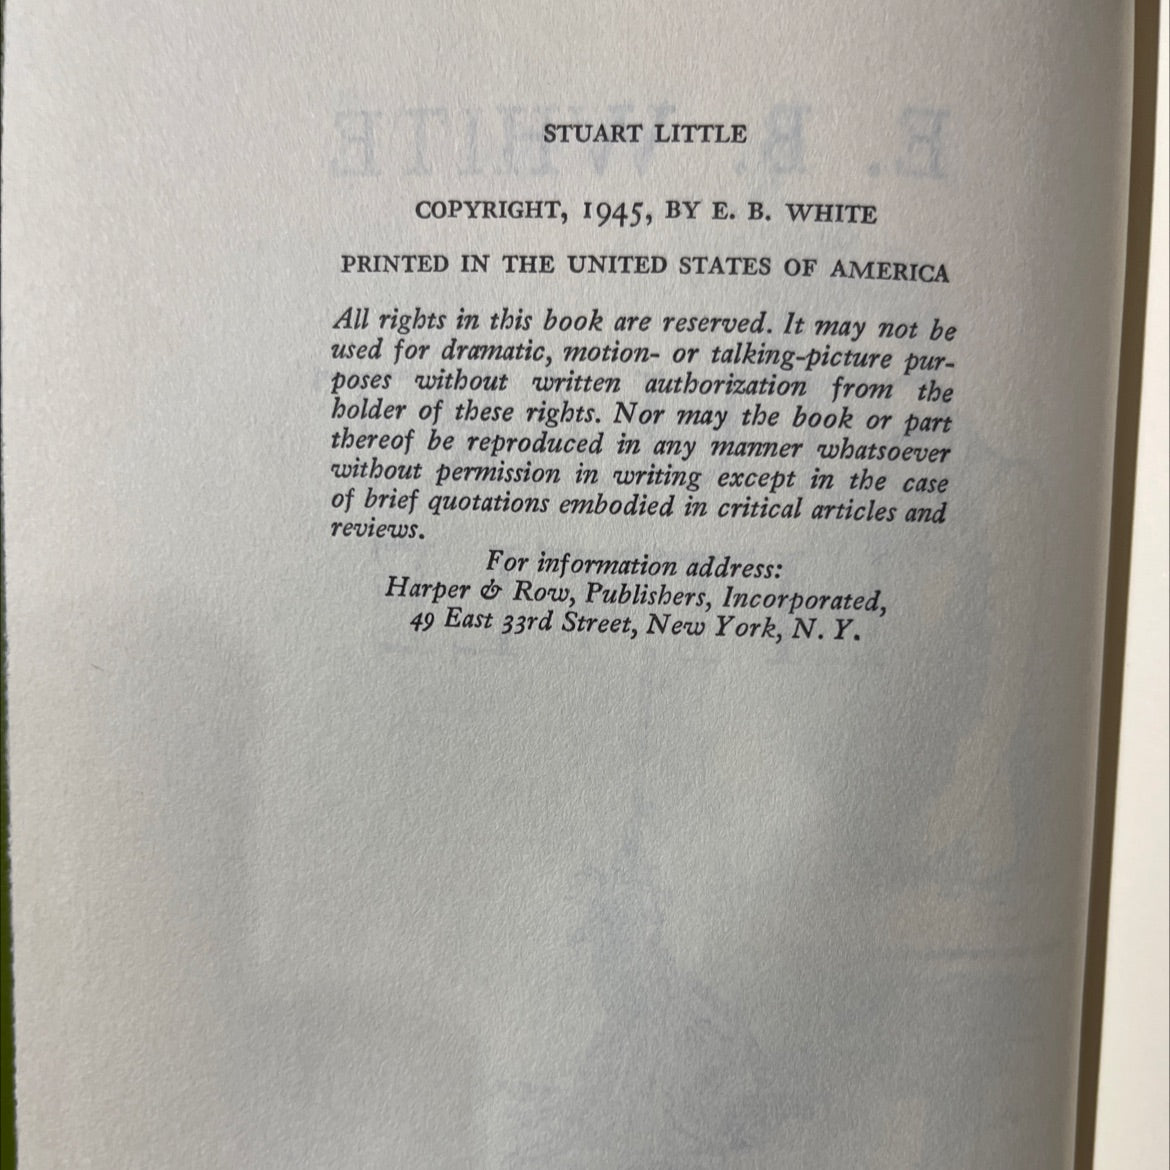 STUART LITTLE
COPYRIGHT, 1945, BY E. B. WHITE
PRINTED IN THE UNITED STATES OF AMERICA
All rights in this book are reserved. It may not be
used for dramatic, motion- or talking-picture pur-
poses without written authorization from the
holder of these rights. Nor may the book or part
thereof be reproduced in any manner whatsoever
without permission in writing except in the case
of brief quotations embodied in critical articles and
reviews.
For information address:
Harper & Row, Publishers, Incorporated,
49 East 33rd Street, New York, N. Y.